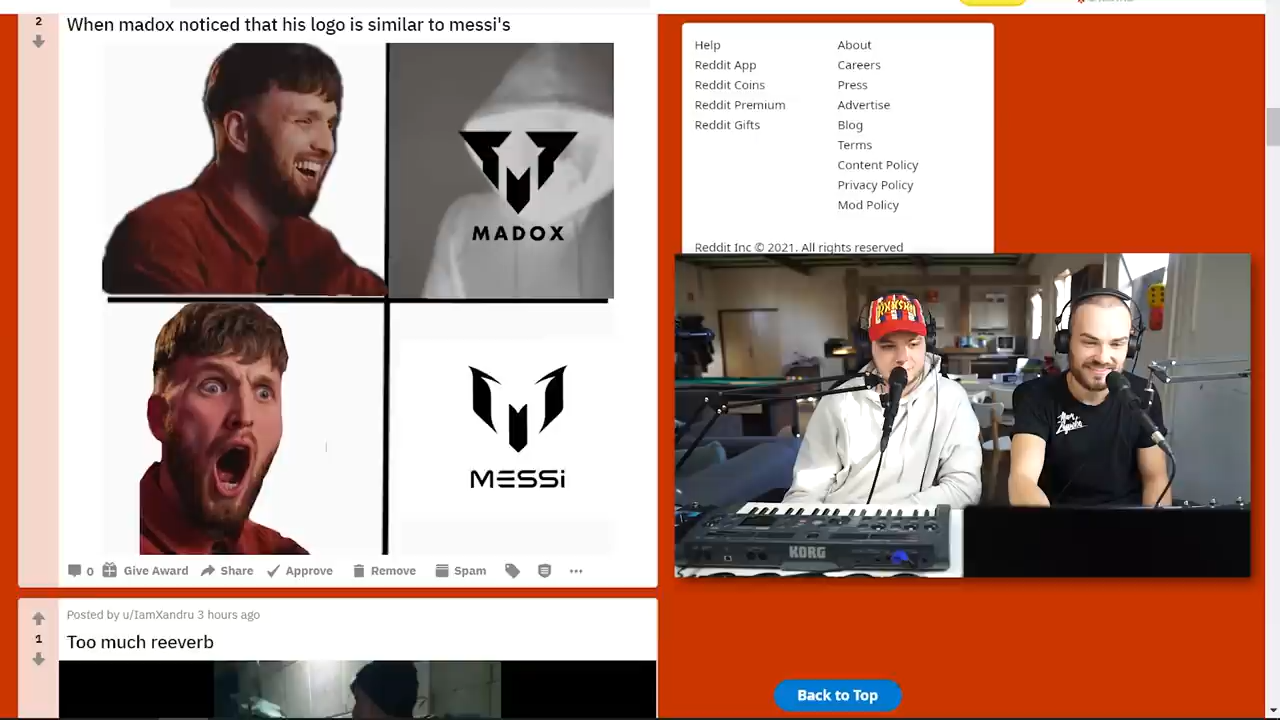 2
When madox noticed that his logo is similar to messi's
MADOX
MESSi
0
Give Award
Share
Approve
Remove
Spam
Posted by u/IamXandru 3 hours ago
1
Too much reeverb
Help
Reddit App
Reddit Coins
Reddit Premium
Reddit Gifts
About
Careers
Press
Advertise
Blog
Terms
Content Policy
Privacy Policy
Mod Policy
Reddit Inc © 2021. All rights reserved
KORG
Back to Top